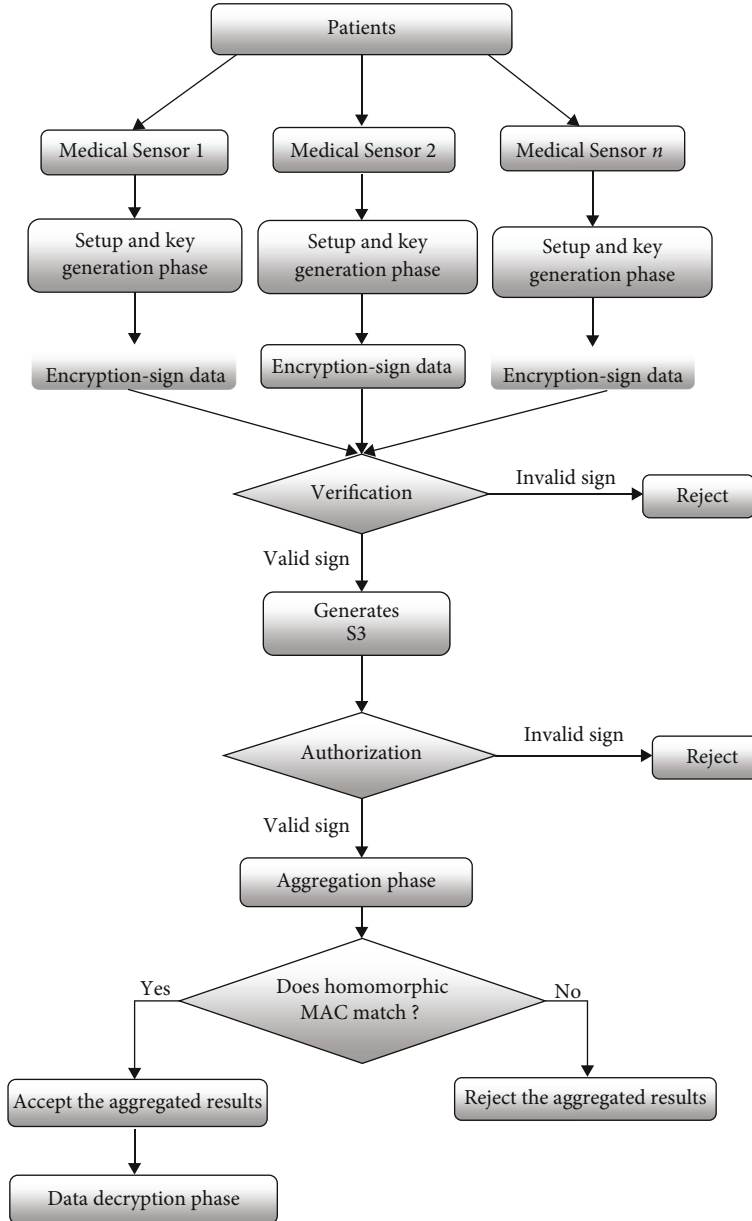 Patients
Medical Sensor 1
Medical Sensor 2
Medical Sensor n
Setup and key
generation phase
Setup and key
generation phase
Setup and key
generation phase
Encryption-sign data
Encryption-sign data
Encryption-sign data
Verification
Invalid sign
Reject
Valid sign
Generates
S3
Authorization
Invalid sign
Reject
Valid sign
Aggregation phase
Does homomorphic
MAC match ?
Yes
No
Accept the aggregated results
Reject the aggregated results
Data decryption phase